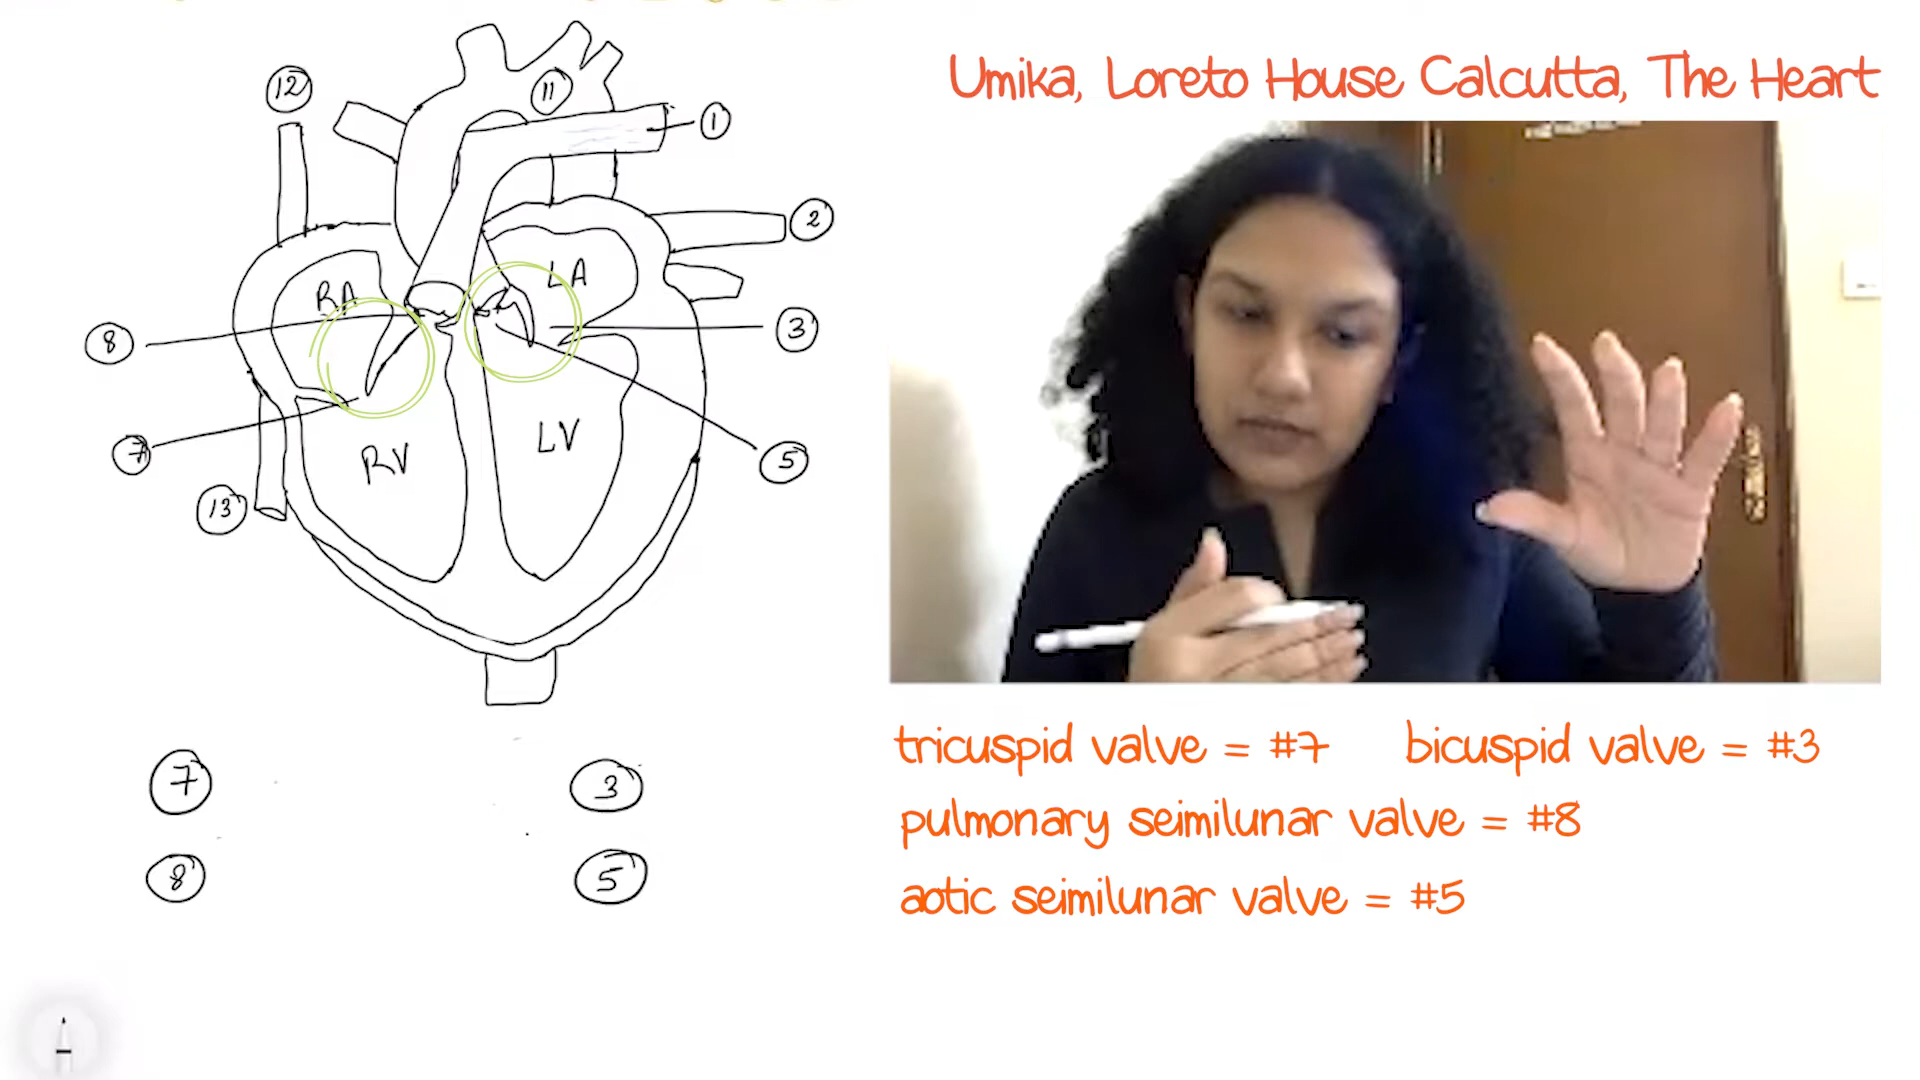 Umika, Loreto House Calcutta, The Heart
12
11
1
2
RA
LA
8
3
7
RV
LV
5
13
tricuspid valve = #7 bicuspid valve = #3
7
3
pulmonary seimilunar valve = #8
8
5
aotic seimilunar valve = #5